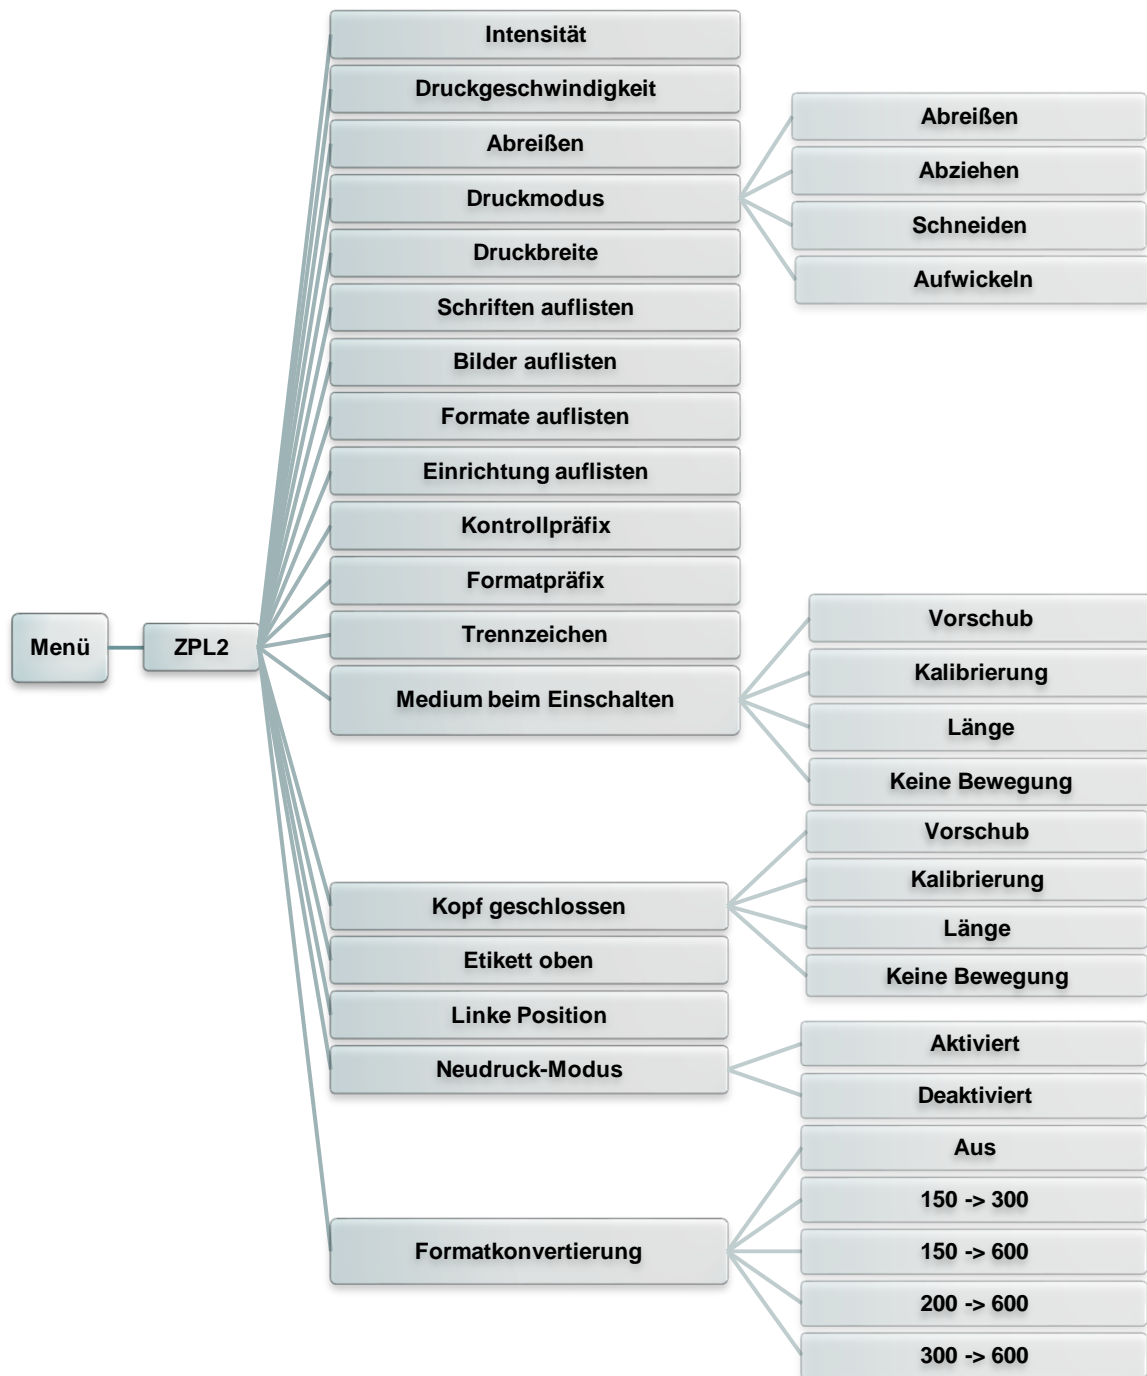 Menü
ZPL2
Intensität
Druckgeschwindigkeit
Abreißen
Druckmodus
Abreißen
Abziehen
Schneiden
Aufwickeln
Druckbreite
Schriften auflisten
Bilder auflisten
Formate auflisten
Einrichtung auflisten
Kontrollpräfix
Formatpräfix
Trennzeichen
Medium beim Einschalten
Vorschub
Kalibrierung
Länge
Keine Bewegung
Kopf geschlossen
Vorschub
Kalibrierung
Länge
Keine Bewegung
Etikett oben
Linke Position
Neudruck-Modus
Aktiviert
Deaktiviert
Formatkonvertierung
Aus
150 -> 300
150 -> 600
200 -> 600
300 -> 600